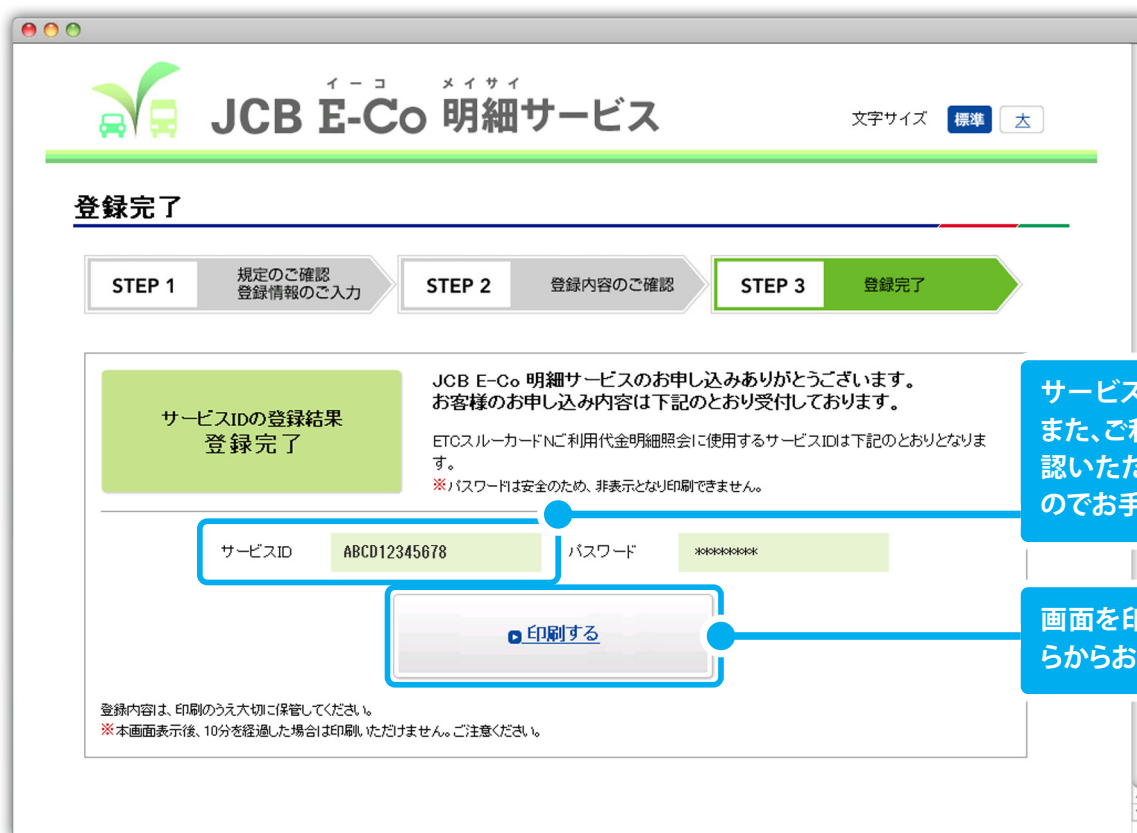 イーコ メイサイ
JCB E-Co 明細サービス
文字サイズ 標準 大
登録完了
STEP 1 規定のご確認
登録情報のご入力
STEP 2 登録内容のご確認
STEP 3 登録完了
サービスIDの登録結果
登録完了
JCB E-Co 明細サービスのお申し込みありがとうございます。
お客様のお申し込み内容は下記のとおり受付しております。
ETCスルーカードNご利用代金明細照会に使用するサービスIDは下記のとおりとなりま
す。
※パスワードは安全のため、非表示となり印刷できません。
サービスID ABCD12345678 パスワード *********
印刷する
登録内容は、印刷のうえ大切に保管してください。
※本画面表示後、10分を経過した場合は印刷いただけません。ご注意ください。
サービス
また、ご利
認いただ
のでお手
画面を印
らからお